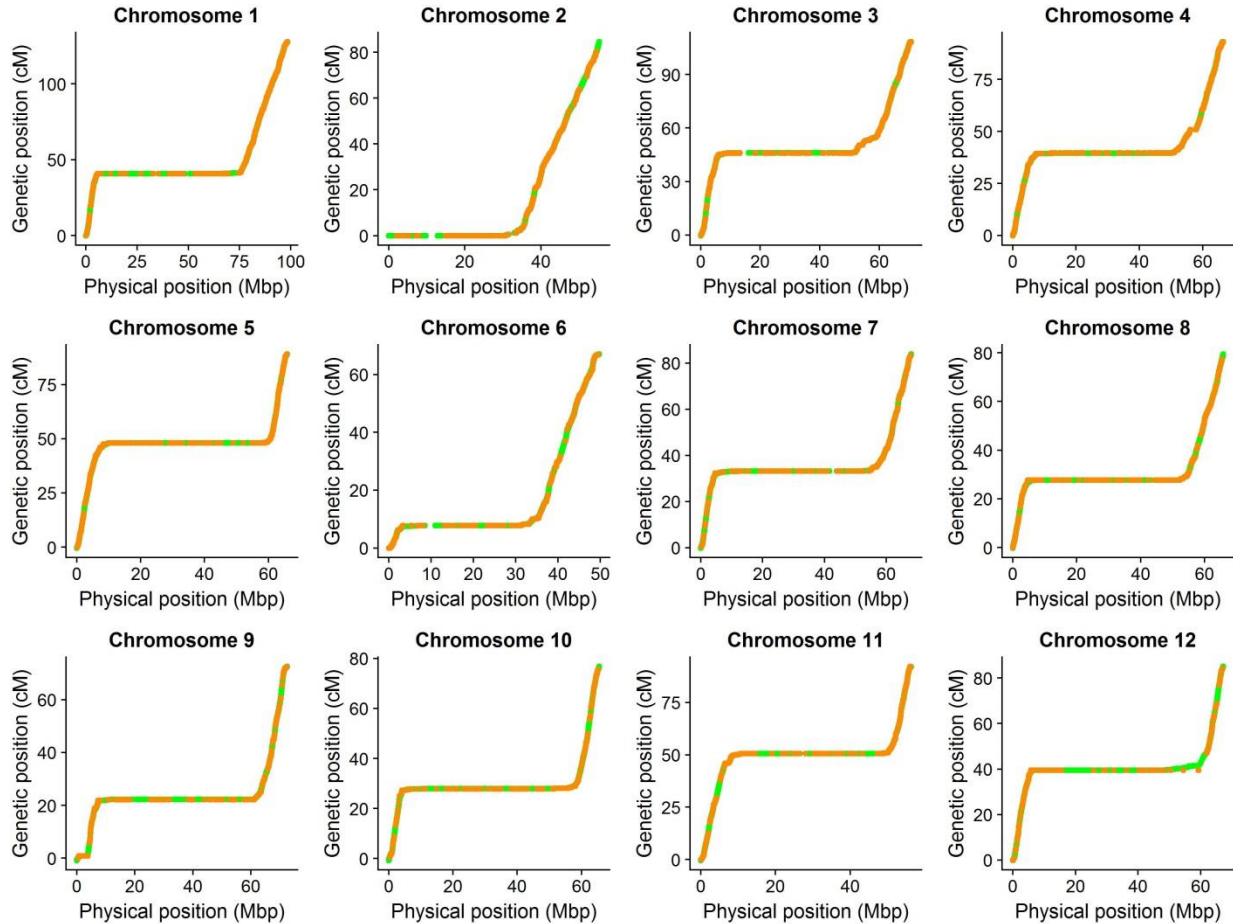 Chromosome 1
Genetic position (cM)
100
50
0
0 25 50 75 100
Physical position (Mbp)
Chromosome 2
Genetic position (cM)
80
60
40
20
0
0 20 40
Physical position (Mbp)
Chromosome 3
Genetic position (cM)
90
60
30
0
0 20 40 60
Physical position (Mbp)
Chromosome 4
Genetic position (cM)
75
50
25
0
0 20 40 60
Physical position (Mbp)
Chromosome 5
Genetic position (cM)
75
50
25
0
0 20 40 60
Physical position (Mbp)
Chromosome 6
Genetic position (cM)
60
40
20
0
0 10 20 30 40 50
Physical position (Mbp)
Chromosome 7
Genetic position (cM)
80
60
40
20
0
0 20 40 60
Physical position (Mbp)
Chromosome 8
Genetic position (cM)
80
60
40
20
0
0 20 40 60
Physical position (Mbp)
Chromosome 9
Genetic position (cM)
60
40
20
0
0 20 40 60
Physical position (Mbp)
Chromosome 10
Genetic position (cM)
80
60
40
20
0
0 20 40 60
Physical position (Mbp)
Chromosome 11
Genetic position (cM)
75
50
25
0
0 20 40
Physical position (Mbp)
Chromosome 12
Genetic position (cM)
80
60
40
20
0
0 20 40 60
Physical position (Mbp)